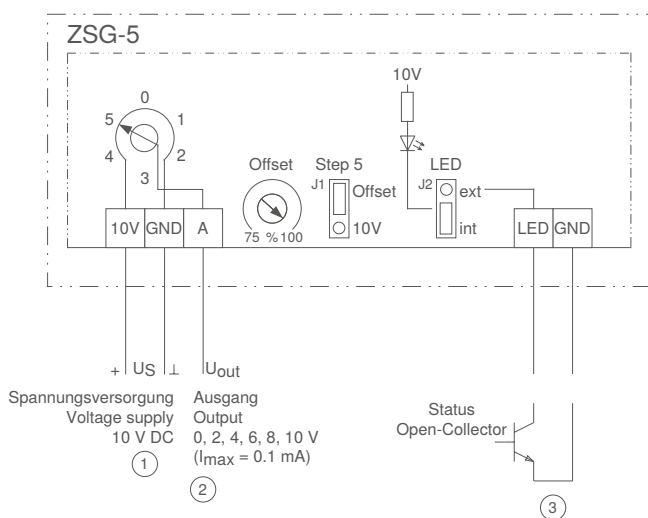 ZSG-5
0
1
2
3
4
5
10V
Offset
75 % 100
Step 5
J1
Offset
10V
LED
J2
ext
int
10V GND A
LED GND
+ US ⊥
Spannungsversorgung
Voltage supply
10 V DC
1
Uout
Ausgang
Output
0, 2, 4, 6, 8, 10 V
(Imax = 0.1 mA)
2
Status
Open-Collector
3